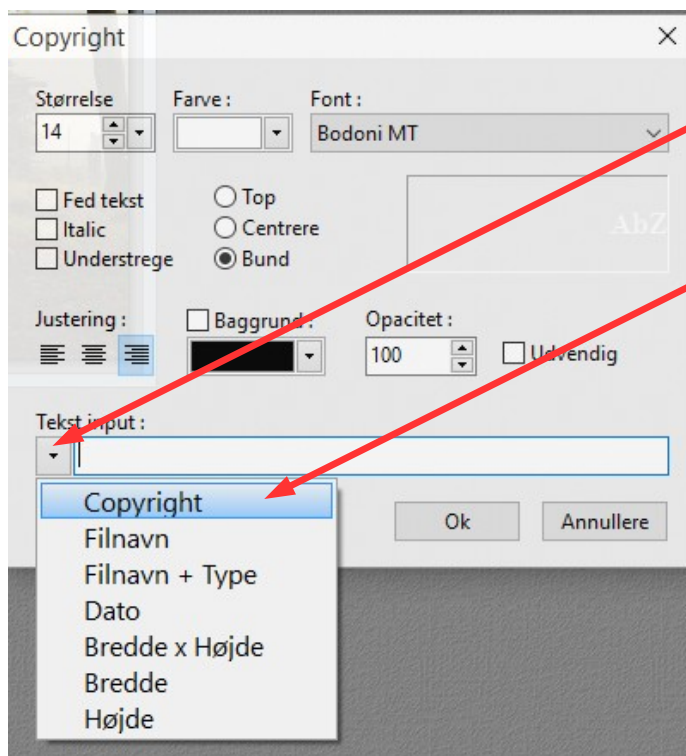 Copyright
Størrelse Farve : Font :
14 Bodoni MT
Fed tekst Top
Italic Centrere
Understrege Bund
AbZ
Justering : Baggrund : Opacitet :
100 Udvendig
Tekst input :
Copyright
Ok Annullere
Filnavn
Filnavn + Type
Dato
Bredde x Højde
Bredde
Højde